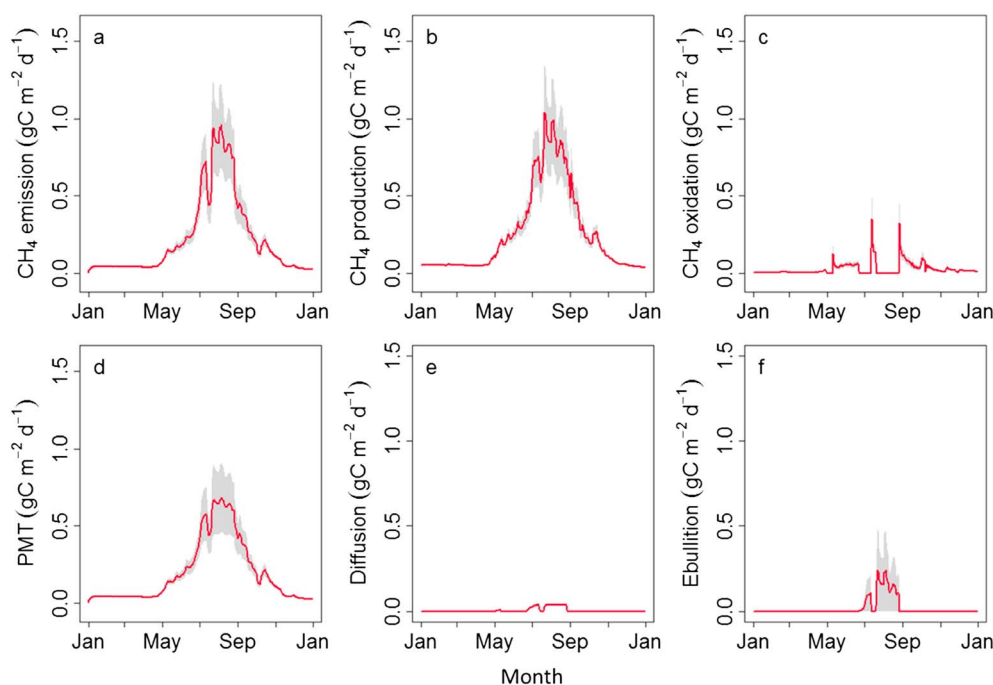 a
CH₄ emission (gC m⁻² d⁻¹)
0.0 0.5 1.0 1.5
Jan May Sep Jan
b
CH₄ production (gC m⁻² d⁻¹)
0.0 0.5 1.0 1.5
Jan May Sep Jan
c
CH₄ oxidation (gC m⁻² d⁻¹)
0.0 0.5 1.0 1.5
Jan May Sep Jan
d
PMT (gC m⁻² d⁻¹)
0.0 0.5 1.0 1.5
Jan May Sep Jan
e
Diffusion (gC m⁻² d⁻¹)
0.0 0.5 1.0 1.5
Jan May Sep Jan
f
Ebullition (gC m⁻² d⁻¹)
0.0 0.5 1.0 1.5
Jan May Sep Jan
Month